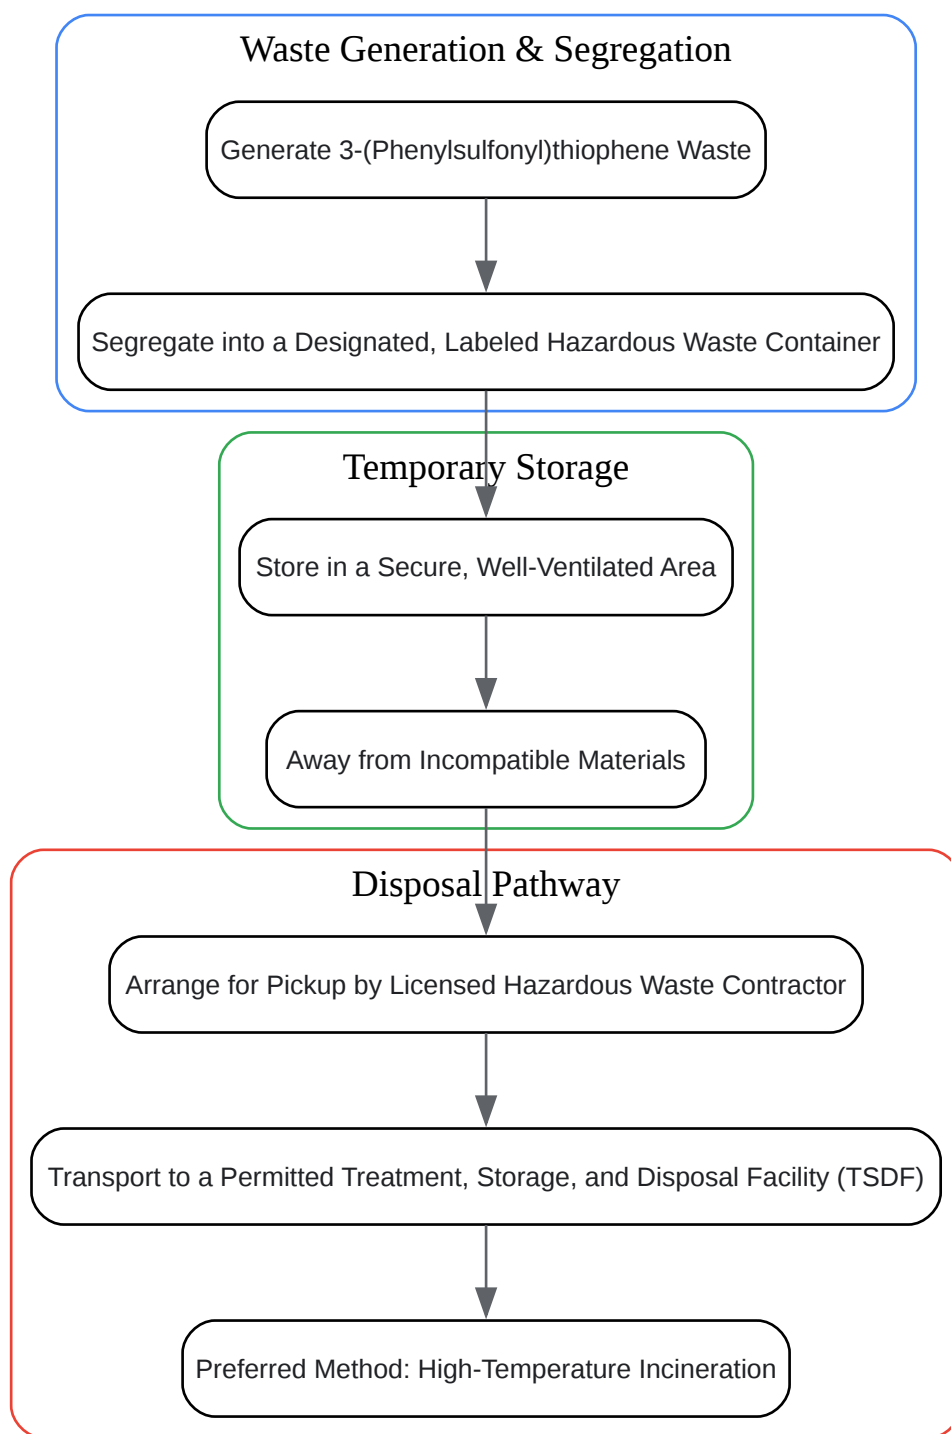 Waste Generation & Segregation
Generate 3-(Phenylsulfonyl)thiophene Waste
Segregate into a Designated, Labeled Hazardous Waste Container
Temporary Storage
Store in a Secure, Well-Ventilated Area
Away from Incompatible Materials
Disposal Pathway
Arrange for Pickup by Licensed Hazardous Waste Contractor
Transport to a Permitted Treatment, Storage, and Disposal Facility (TSDF)
Preferred Method: High-Temperature Incineration